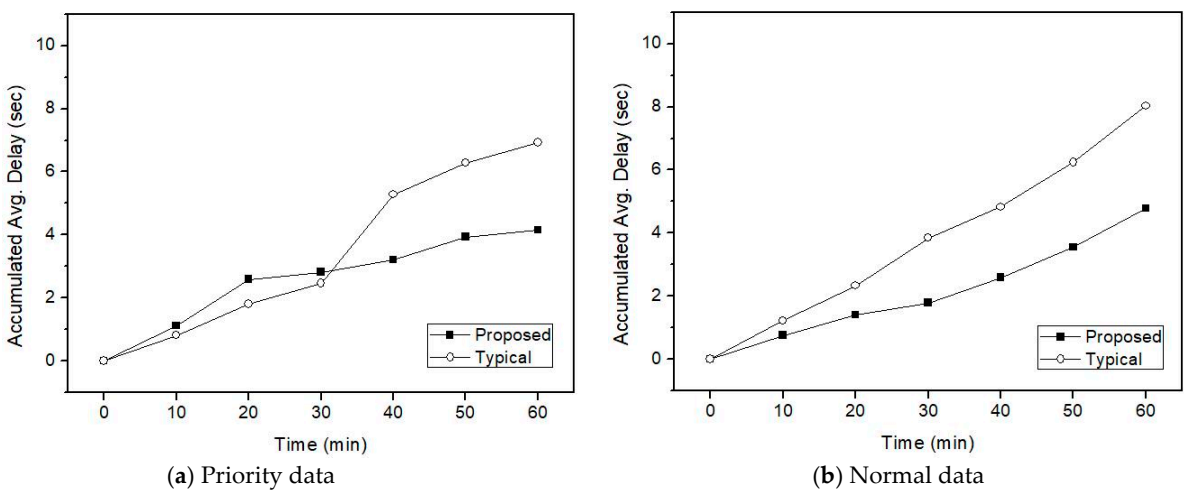 10
8
6
4
2
0
Accumulated Avg. Delay (sec)
Proposed
Typical
0 10 20 30 40 50 60
Time (min)
(a) Priority data
10
8
6
4
2
0
Accumulated Avg. Delay (sec)
Proposed
Typical
0 10 20 30 40 50 60
Time (min)
(b) Normal data